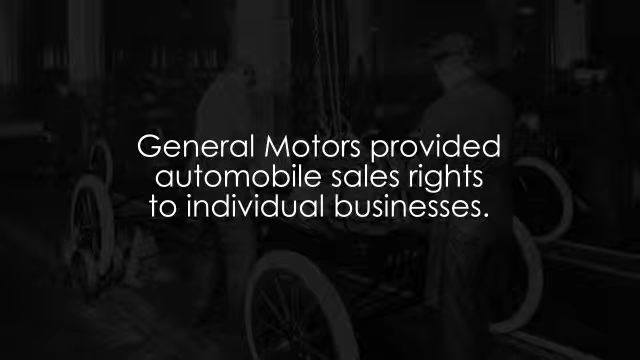 General Motors provided
automobile sales rights
to individual businesses.